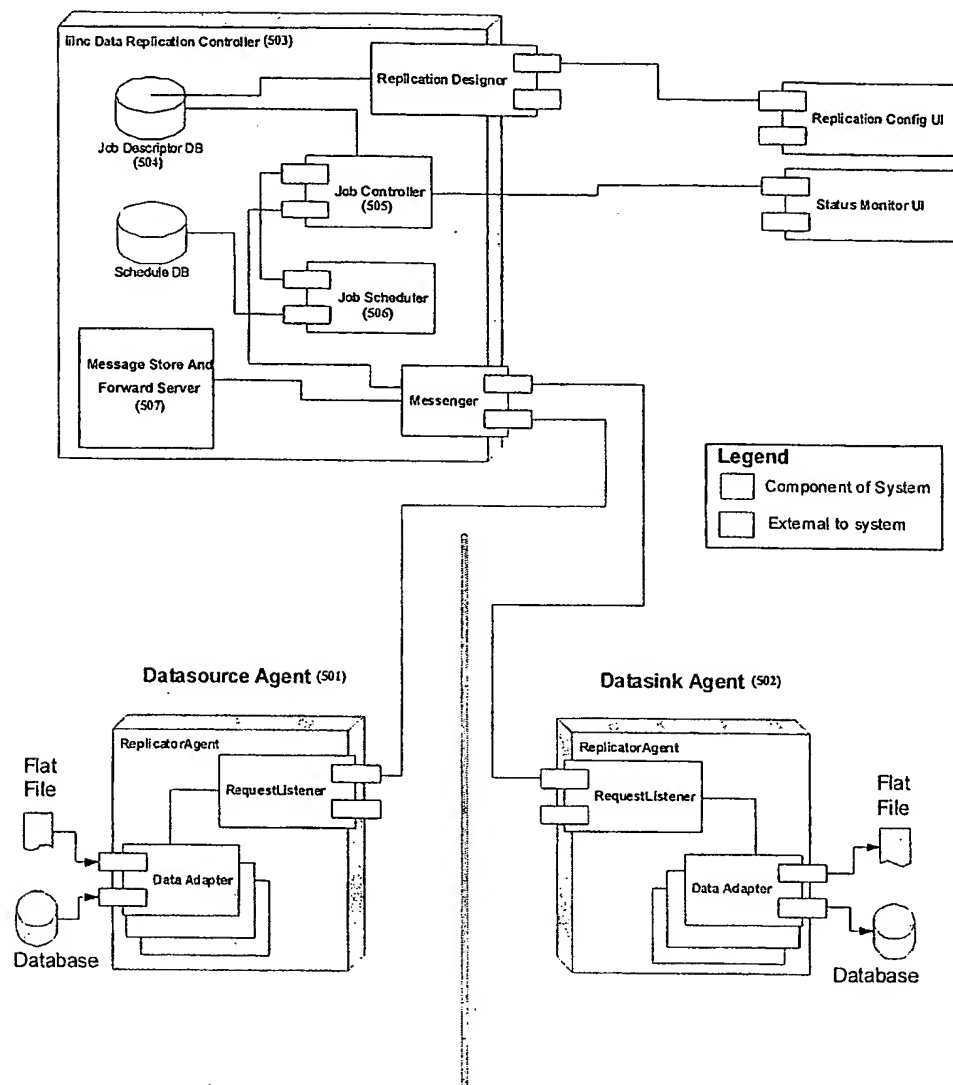 Data Replication Controller (503)
Replication Designor
Replication Config UI
Job Descriptor DB
(504)
Job Controller
(505)
Status Monitor UI
Schedule DB
Job Scheduler
(506)
Message Store And
Forward Server
(507)
Messenger
Legend
Component of System
External to system
Datasource Agent (501)
Datasink Agent (502)
ReplicatorAgent
ReplicatorAgent
Flat
File
RequestListener
RequestListener
Flat
File
Data Adapter
Data Adapter
Database
Database